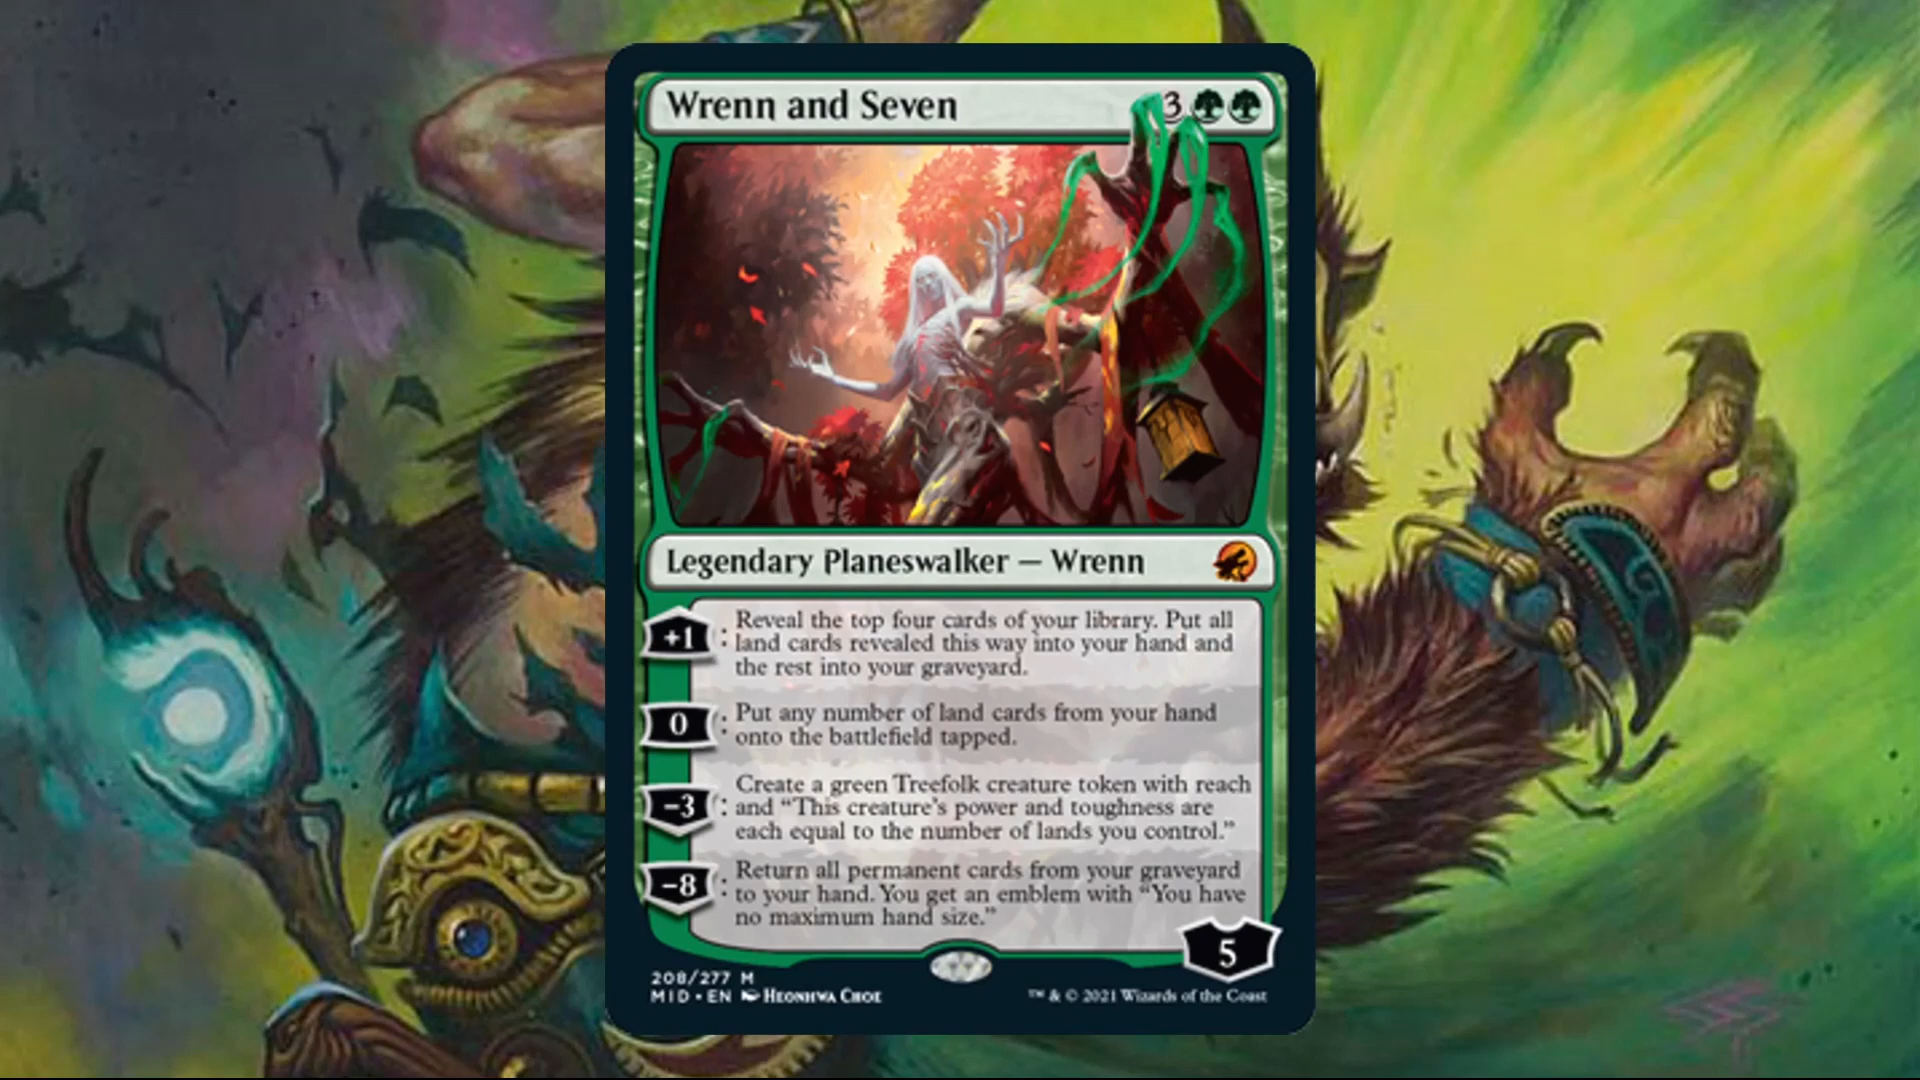 Wrenn and Seven 3
Legendary Planeswalker — Wrenn
+1 : Reveal the top four cards of your library. Put all
land cards revealed this way into your hand and
the rest into your graveyard.
0 : Put any number of land cards from your hand
onto the battlefield tapped.
−3 : Create a green Treefolk creature token with reach
and “This creature’s power and toughness are
each equal to the number of lands you control.”
−8 : Return all permanent cards from your graveyard
to your hand. You get an emblem with “You have
no maximum hand size.”
5
208/277 M
MID • EN Heonhwa Choe
™ & © 2021 Wizards of the Coast